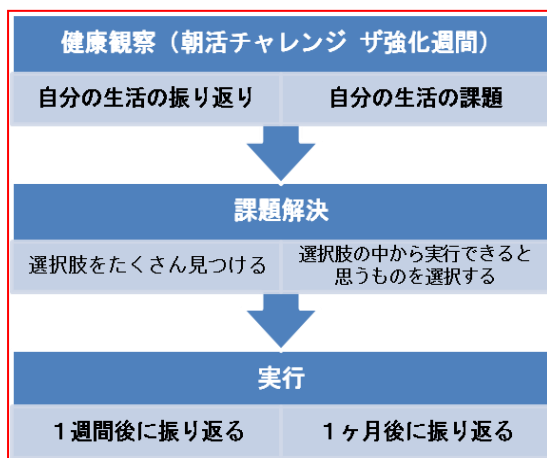 健康観察（朝活チャレンジ ザ強化週間）
自分の生活の振り返り
自分の生活の課題
課題解決
選択肢をたくさん見つける
選択肢の中から実行できると
思うものを選択する
実行
１週間後に振り返る
１ヶ月後に振り返る